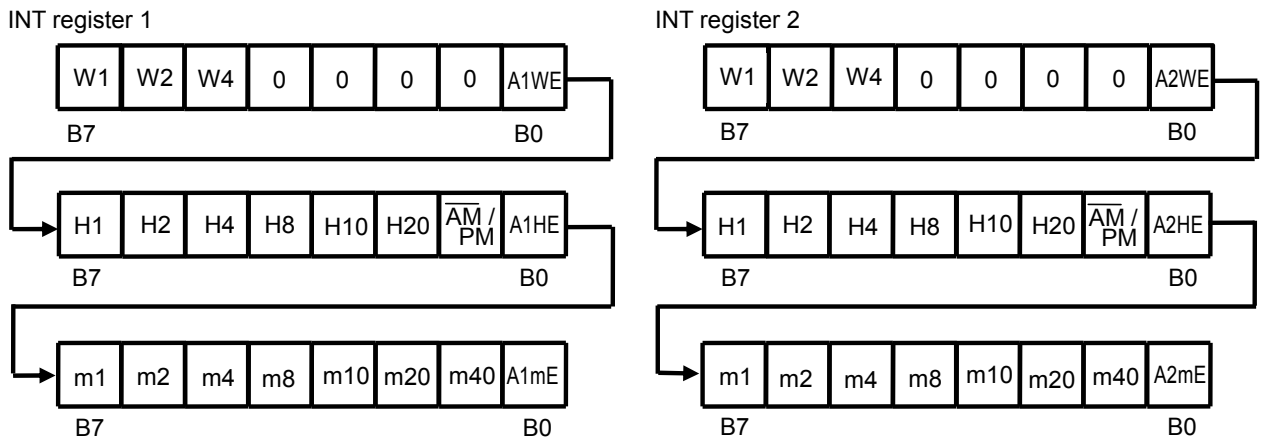 INT register 1
W1 W2 W4 0 0 0 0 A1WE
B7 B0
H1 H2 H4 H8 H10 H20 A̅M̅ / PM A1HE
B7 B0
m1 m2 m4 m8 m10 m20 m40 A1mE
B7 B0
INT register 2
W1 W2 W4 0 0 0 0 A2WE
B7 B0
H1 H2 H4 H8 H10 H20 A̅M̅ / PM A2HE
B7 B0
m1 m2 m4 m8 m10 m20 m40 A2mE
B7 B0